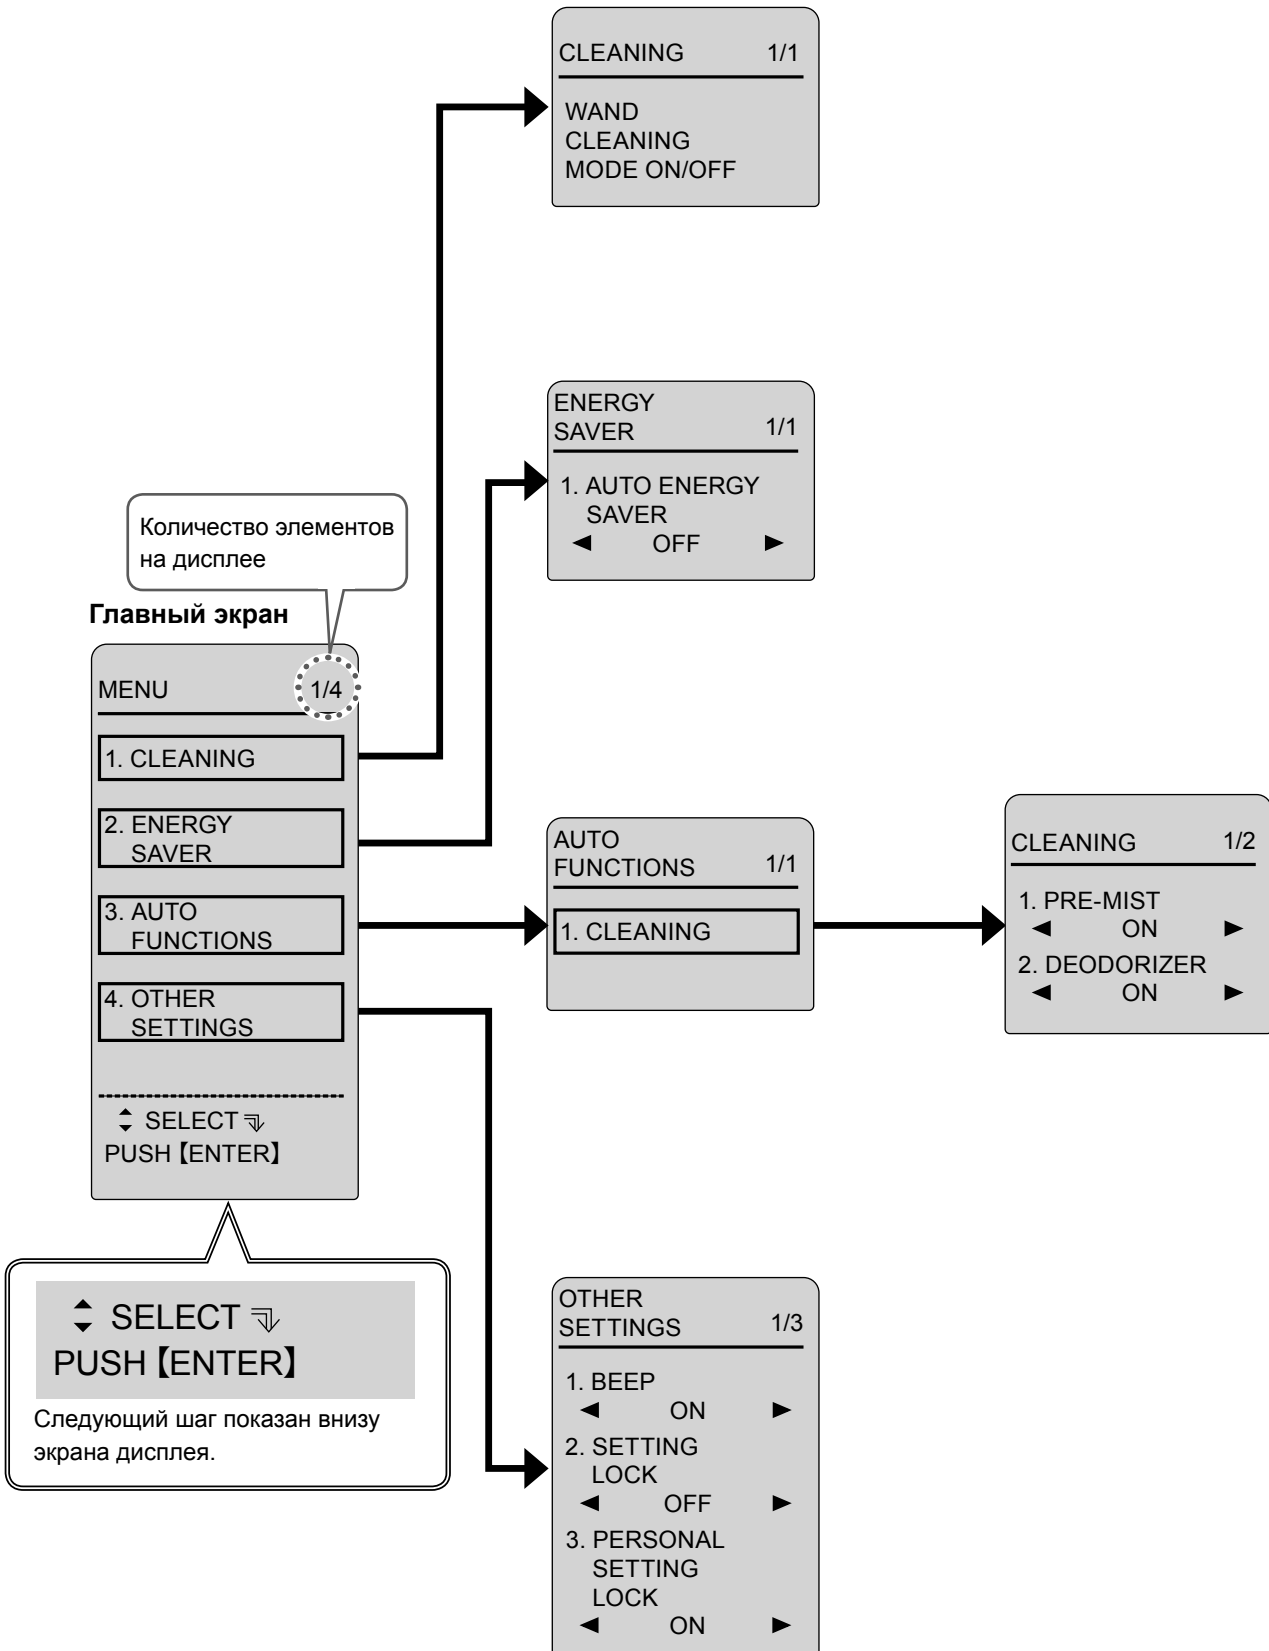 CLEANING 1/1
WAND
CLEANING
MODE ON/OFF
ENERGY
SAVER 1/1
1. AUTO ENERGY
SAVER
◄ OFF ►
Количество элементов
на дисплее
Главный экран
MENU 1/4
1. CLEANING
2. ENERGY
SAVER
3. AUTO
FUNCTIONS
4. OTHER
SETTINGS
SELECT
PUSH【ENTER】
AUTO
FUNCTIONS 1/1
1. CLEANING
CLEANING 1/2
1. PRE-MIST
◄ ON ►
2. DEODORIZER
◄ ON ►
SELECT
PUSH【ENTER】
Следующий шаг показан внизу
экрана дисплея.
OTHER
SETTINGS 1/3
1. BEEP
◄ ON ►
2. SETTING
LOCK
◄ OFF ►
3. PERSONAL
SETTING
LOCK
◄ ON ►